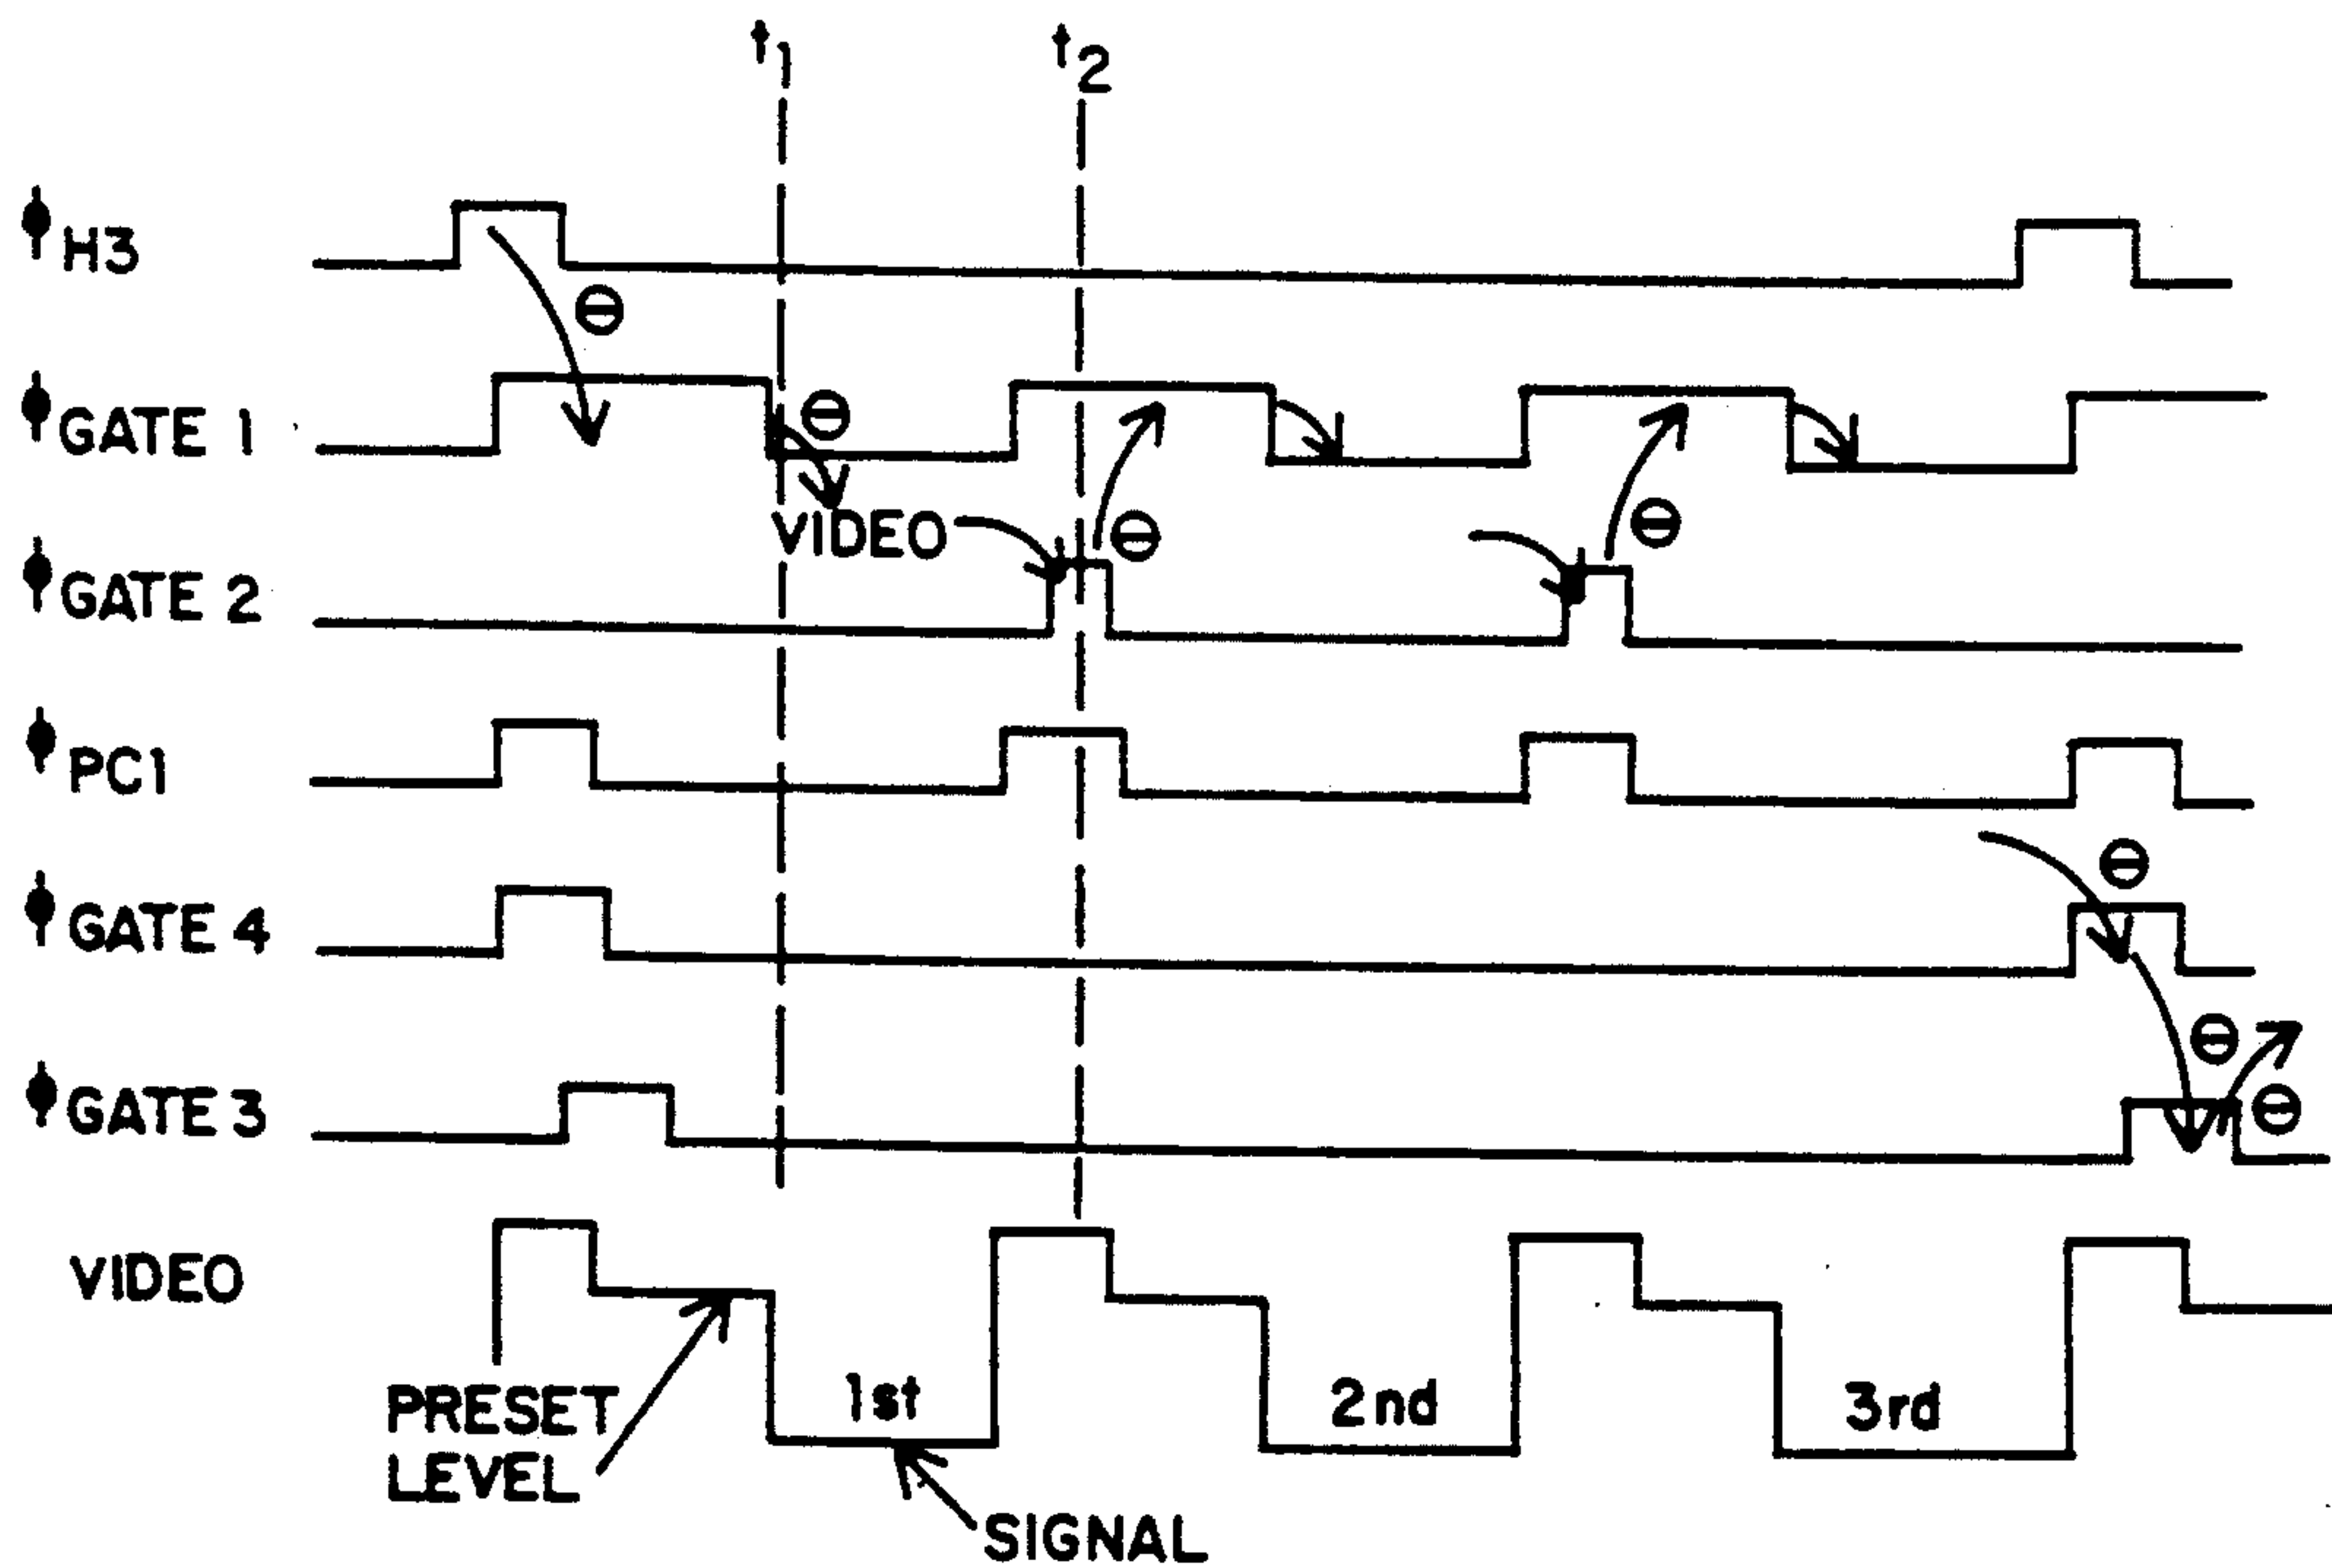 t1 t2
ϕH3
Θ
ϕGATE 1
Θ
VIDEO
Θ
Θ
ϕGATE 2
ϕPC1
Θ
ϕGATE 4
Θ
ϕGATE 3
Θ
VIDEO
PRESET
LEVEL
1st
2nd
3rd
SIGNAL